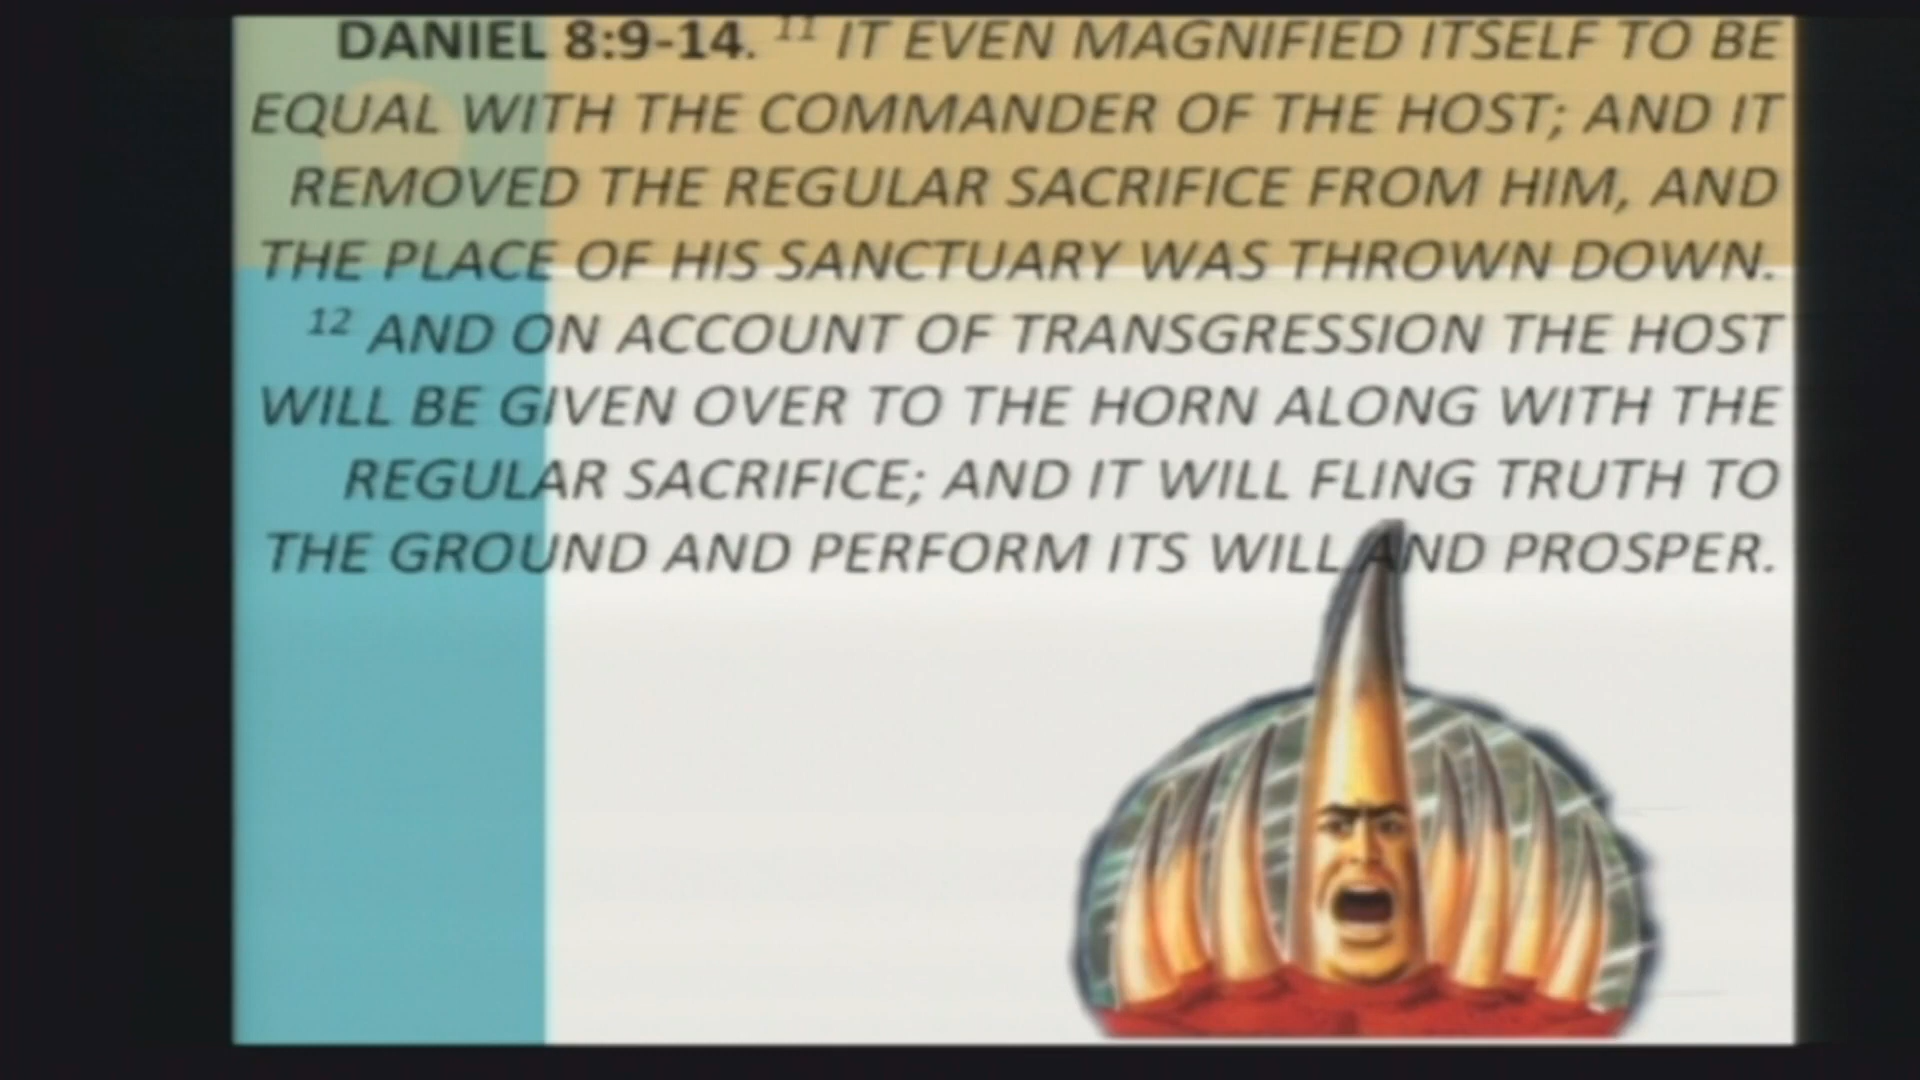 DANIEL 8:9-14. 11 IT EVEN MAGNIFIED ITSELF TO BE
EQUAL WITH THE COMMANDER OF THE HOST; AND IT
REMOVED THE REGULAR SACRIFICE FROM HIM, AND
THE PLACE OF HIS SANCTUARY WAS THROWN DOWN.
12 AND ON ACCOUNT OF TRANSGRESSION THE HOST
WILL BE GIVEN OVER TO THE HORN ALONG WITH THE
REGULAR SACRIFICE; AND IT WILL FLING TRUTH TO
THE GROUND AND PERFORM ITS WILL AND PROSPER.